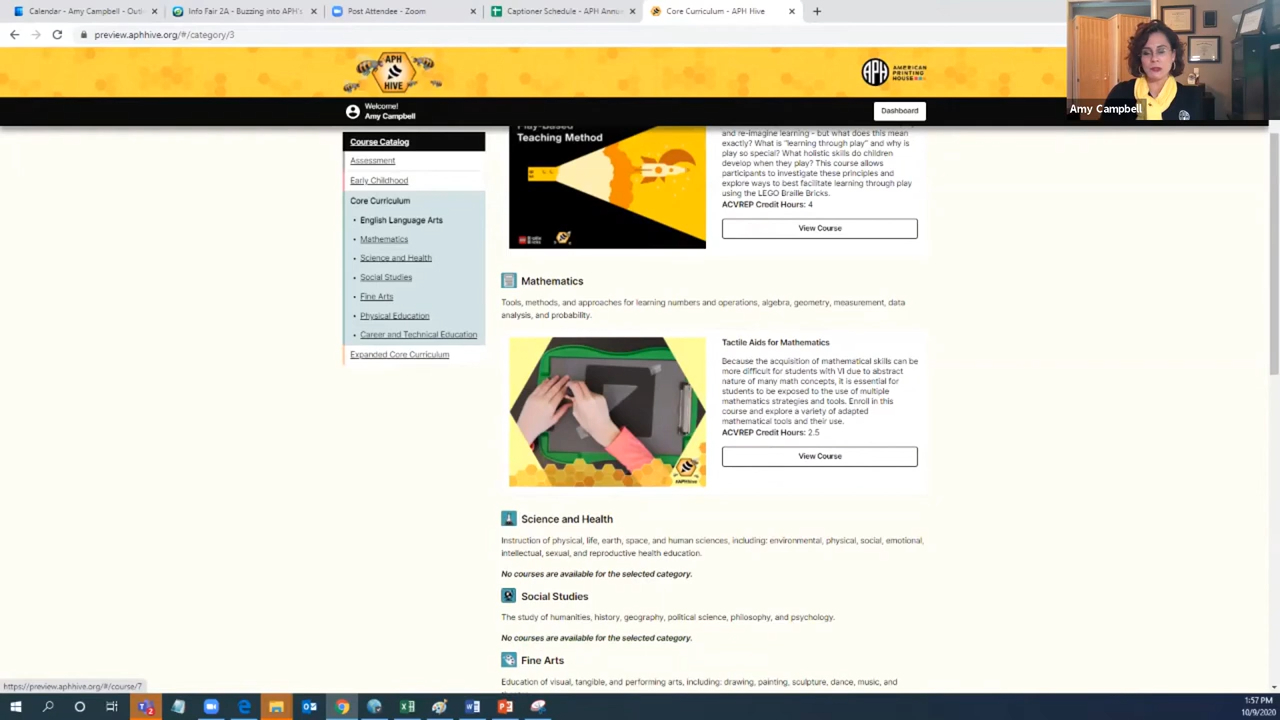 Calendar - Amy Campbell - Outl
Info Fair 2A - Buzzing into APH's
Post Attendee - Zoom
Captioner Schedule - APH Annu
Core Curriculum - APH Hive
preview.aphhive.org/#/category/3
APH
HIVE
APH
AMERICAN
PRINTING
HOUSE
Welcome!
Amy Campbell
Dashboard
Amy Campbell
Course Catalog
Assessment
Early Childhood
Core Curriculum
English Language Arts
Mathematics
Science and Health
Social Studies
Fine Arts
Physical Education
Career and Technical Education
Expanded Core Curriculum
Play-Based
Teaching Method
and re-imagine learning - but what does this mean
exactly? What is "learning through play" and why is
play so special? What holistic skills do children
develop when they play? This course allows
participants to investigate these principles and
explore ways to best facilitate learning through play
using the LEGO Braille Bricks.
ACVREP Credit Hours: 4
View Course
Mathematics
Tools, methods, and approaches for learning numbers and operations, algebra, geometry, measurement, data
analysis, and probability.
Tactile Aids for Mathematics
Because the acquisition of mathematical skills can be
more difficult for students with VI due to abstract
nature of many math concepts, it is essential for
students to be exposed to the use of multiple
mathematics strategies and tools. Enroll in this
course and explore a variety of adapted
mathematical tools and their use.
ACVREP Credit Hours: 2.5
View Course
#APHHive
Science and Health
Instruction of physical, life, earth, space, and human sciences, including: environmental, physical, social, emotional,
intellectual, sexual, and reproductive health education.
No courses are available for the selected category.
Social Studies
The study of humanities, history, geography, political science, philosophy, and psychology.
No courses are available for the selected category.
Fine Arts
Education of visual, tangible, and performing arts, including: drawing, painting, sculpture, dance, music, and
https://preview.aphhive.org/#/course/7
1:57 PM
10/9/2020